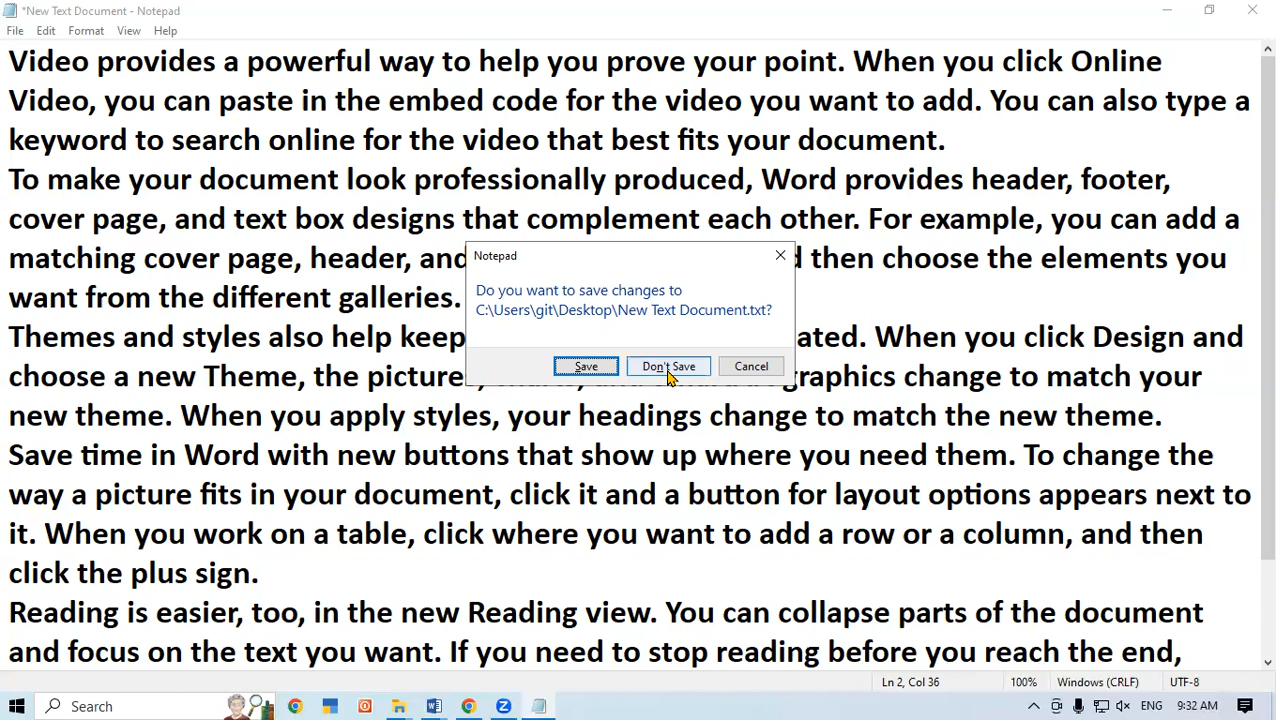 *New Text Document - Notepad
File Edit Format View Help
Video provides a powerful way to help you prove your point. When you click Online
Video, you can paste in the embed code for the video you want to add. You can also type a
keyword to search online for the video that best fits your document.
To make your document look professionally produced, Word provides header, footer,
cover page, and text box designs that complement each other. For example, you can add a
matching cover page, header, and then choose the elements you
want from the different galleries.
Themes and styles also help keep ated. When you click Design and
choose a new Theme, the pictures, graphics change to match your
new theme. When you apply styles, your headings change to match the new theme.
Save time in Word with new buttons that show up where you need them. To change the
way a picture fits in your document, click it and a button for layout options appears next to
it. When you work on a table, click where you want to add a row or a column, and then
click the plus sign.
Reading is easier, too, in the new Reading view. You can collapse parts of the document
and focus on the text you want. If you need to stop reading before you reach the end,
Notepad
Do you want to save changes to
C:\Users\git\Desktop\New Text Document.txt?
Save Don't Save Cancel
Ln 2, Col 36 100% Windows (CRLF) UTF-8
Search ENG 9:32 AM